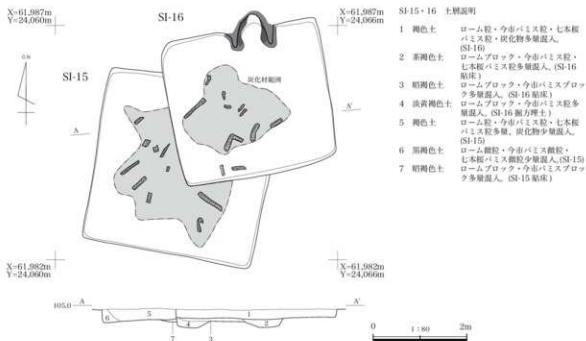 X=61,987m
Y=24,060m
SI-16
X=61,987m
Y=24,066m
SI-15
炭化材範囲
A
A'
X=61,982m
Y=24,060m
X=61,982m
Y=24,066m
105.0
A
A'
6
5
4
1
2
7
3
0
1:80
2m
SI-15・16 土層説明
1 褐色土 ローム粒・今市パミス粒・七本桜
パミス粒・炭化物多量混入。
(SI-16)
2 茶褐色土 ロームブロック・今市パミス粒・
七本桜パミス粒多量混入。(SI-16
貼床)
3 暗褐色土 ロームブロック・今市パミスブロッ
ク多量混入。(SI-16 貼床)
4 淡黄褐色土 ロームブロック・今市パミス粒多
量混入。(SI-16 掘方埋土)
5 褐色土 ローム粒・今市パミス粒・七本桜
パミス粒多量、炭化物少量混入。
(SI-15)
6 黒褐色土 ローム微粒・今市パミス微粒・
七本桜パミス微粒少量混入。(SI-15)
7 暗褐色土 ロームブロック・今市パミスブロッ
ク多量混入。(SI-15 貼床)